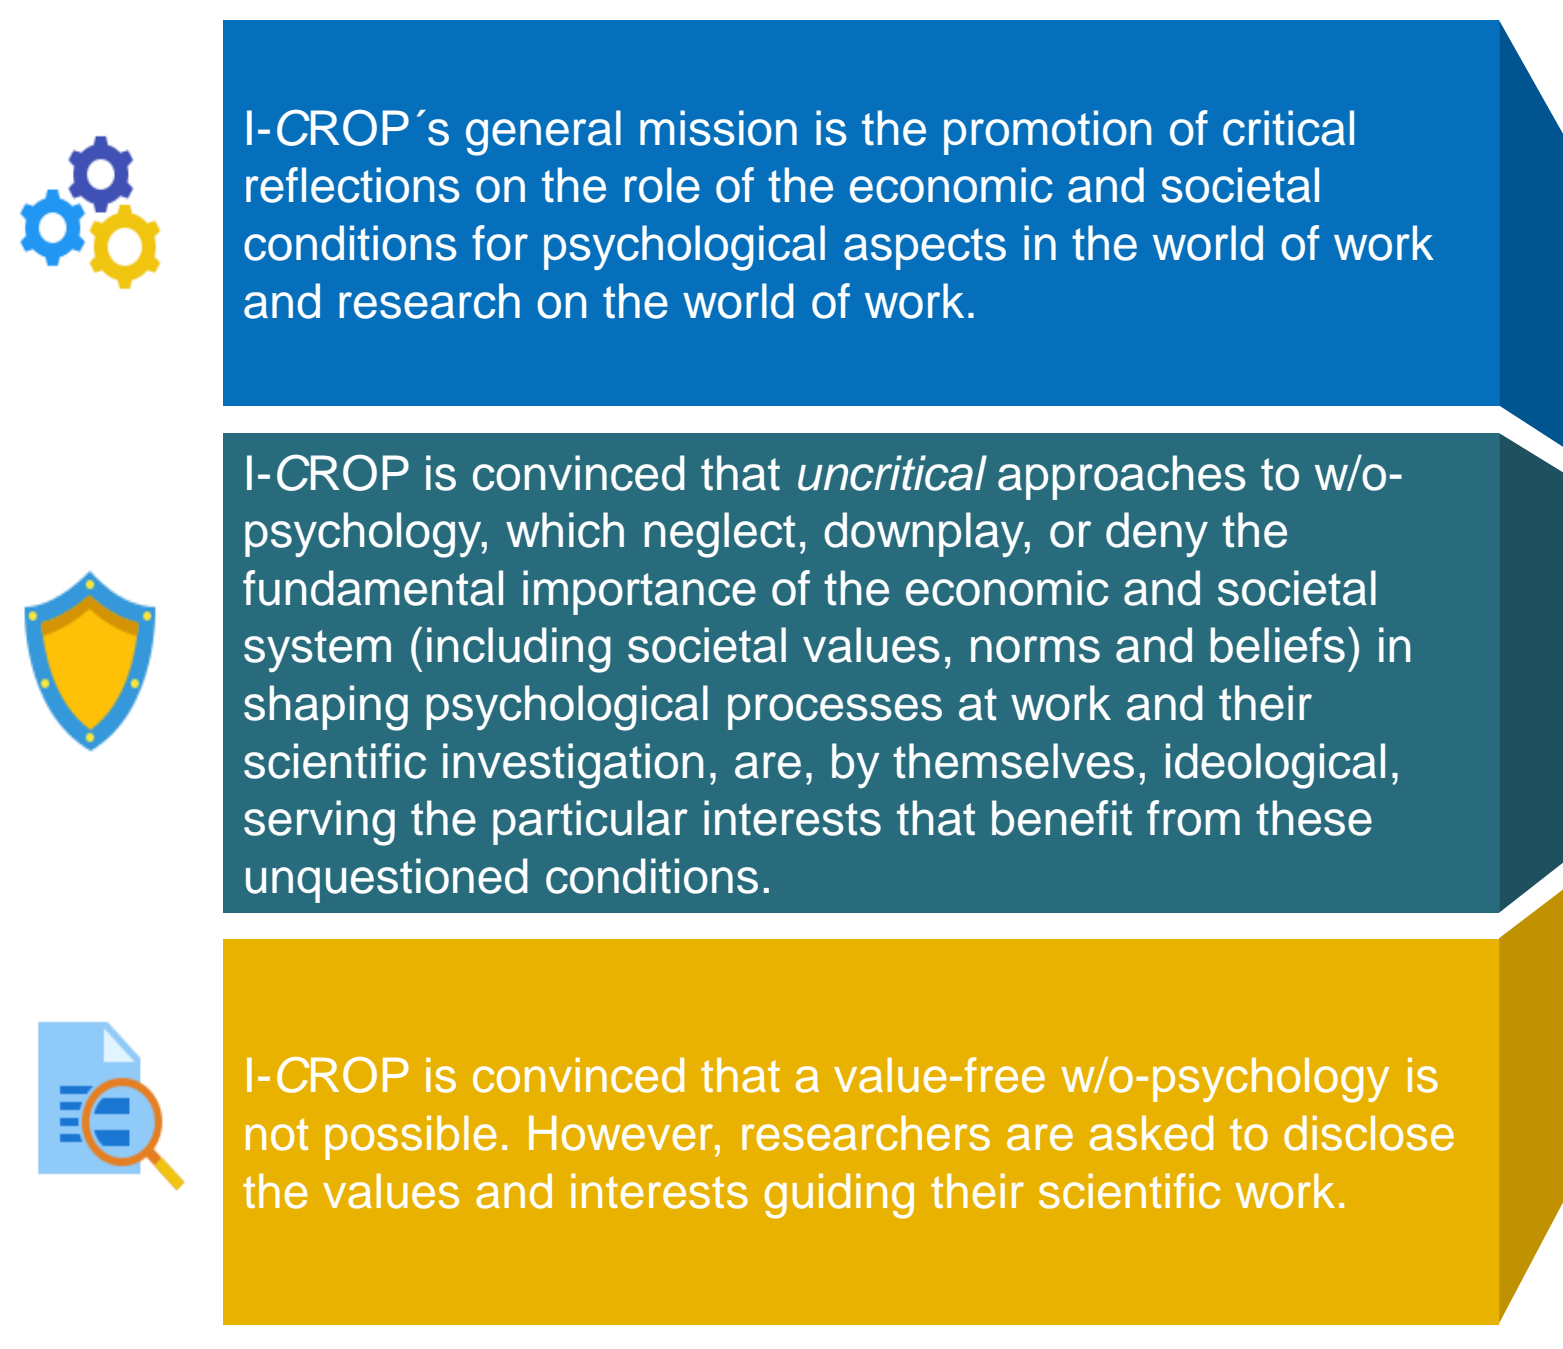 I-CROP´s general mission is the promotion of critical
reflections on the role of the economic and societal
conditions for psychological aspects in the world of work
and research on the world of work.
I-CROP is convinced that uncritical approaches to w/o-
psychology, which neglect, downplay, or deny the
fundamental importance of the economic and societal
system (including societal values, norms and beliefs) in
shaping psychological processes at work and their
scientific investigation, are, by themselves, ideological,
serving the particular interests that benefit from these
unquestioned conditions.
I-CROP is convinced that a value-free w/o-psychology is
not possible. However, researchers are asked to disclose
the values and interests guiding their scientific work.